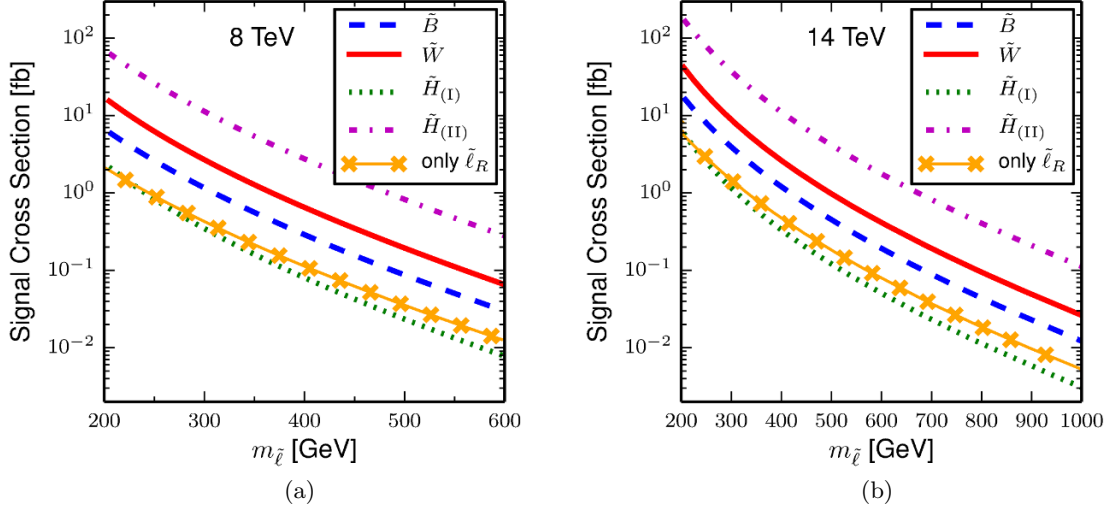 8 TeV
B̃
W̃
H̃(I)
H̃(II)
only ℓ̃R
Signal Cross Section [fb]
10²
10¹
10⁰
10⁻¹
10⁻²
200 300 400 500 600
mℓ̃ [GeV]
(a)
14 TeV
B̃
W̃
H̃(I)
H̃(II)
only ℓ̃R
Signal Cross Section [fb]
10²
10¹
10⁰
10⁻¹
10⁻²
200 300 400 500 600 700 800 900 1000
mℓ̃ [GeV]
(b)